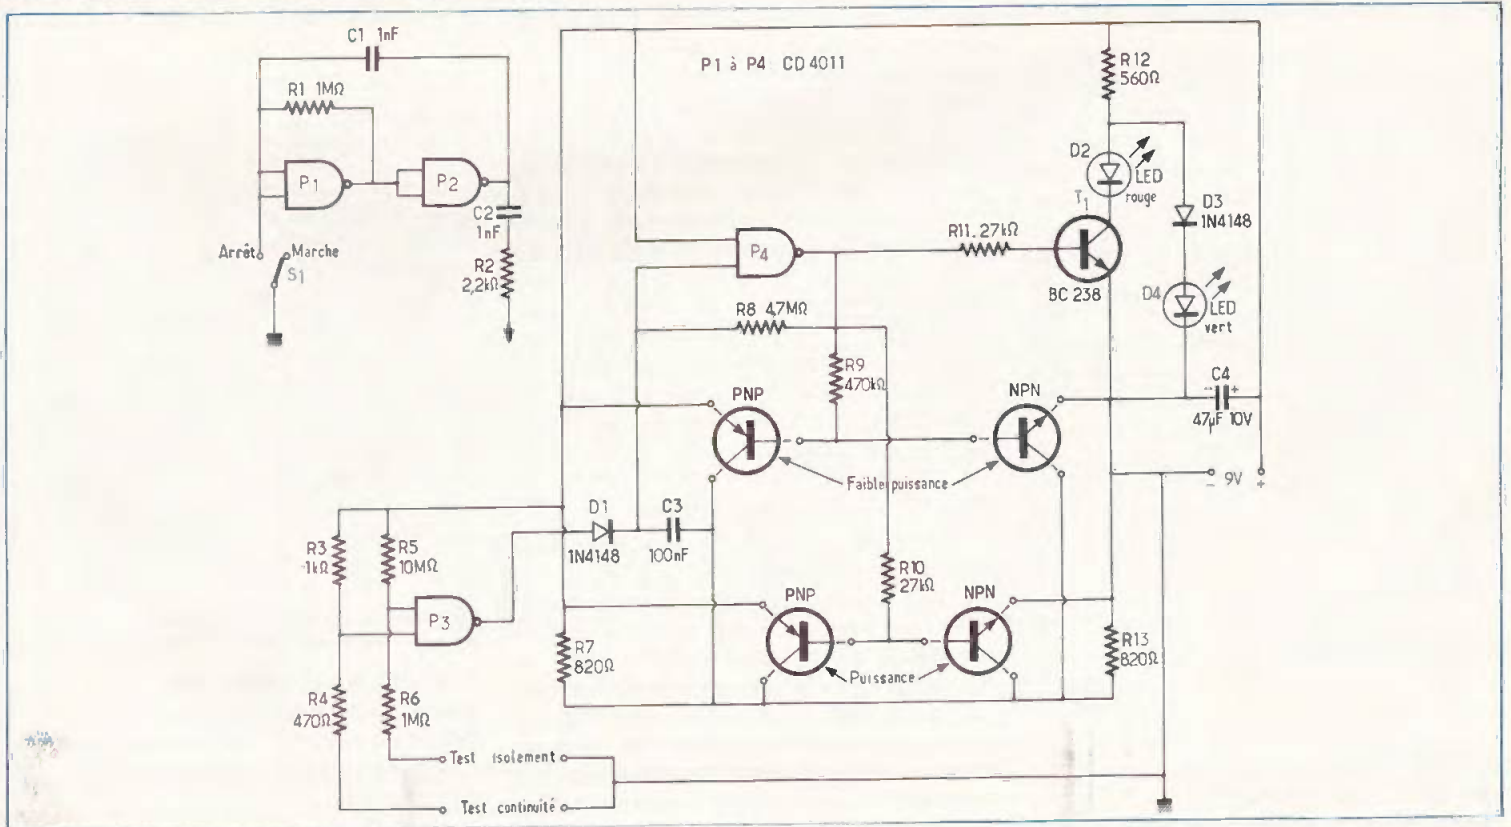 C1 1nF
R1 1MΩ
P1
P2
C2
1nF
R2
2,2kΩ
Arrêt
Marche
S1
P1 à P4 CD 4011
R12
560Ω
D2
LED
rouge
T1
D3
1N4148
P4
R11. 27kΩ
BC 238
D4
LED
vert
R8 4,7MΩ
R9
470kΩ
PNP
NPN
C4
- +
47µF 10V
Faible puissance
- 9V +
D1
1N4148
C3
100nF
R3
1kΩ
R5
10MΩ
P3
R10
27kΩ
PNP
NPN
R7
820Ω
R13
820Ω
Puissance
R4
470Ω
R6
1MΩ
Test isolement
Test continuité